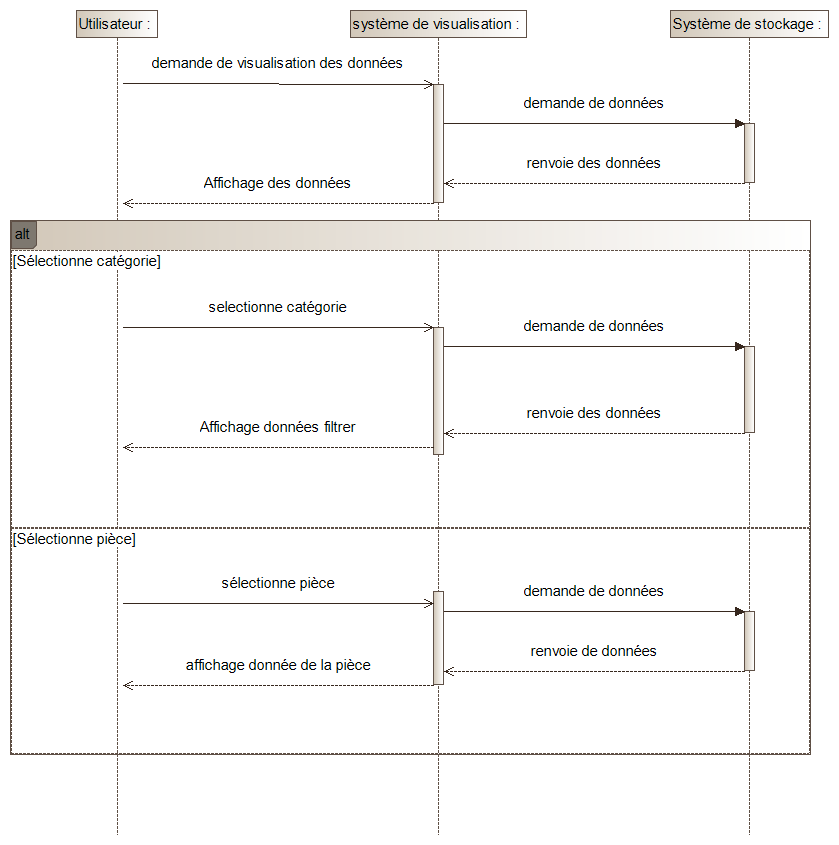 Utilisateur :
système de visualisation :
Système de stockage :
demande de visualisation des données
demande de données
renvoie des données
Affichage des données
alt
[Sélectionne catégorie]
selectionne catégorie
demande de données
renvoie des données
Affichage données filtrer
[Sélectionne pièce]
sélectionne pièce
demande de données
renvoie de données
affichage donnée de la pièce